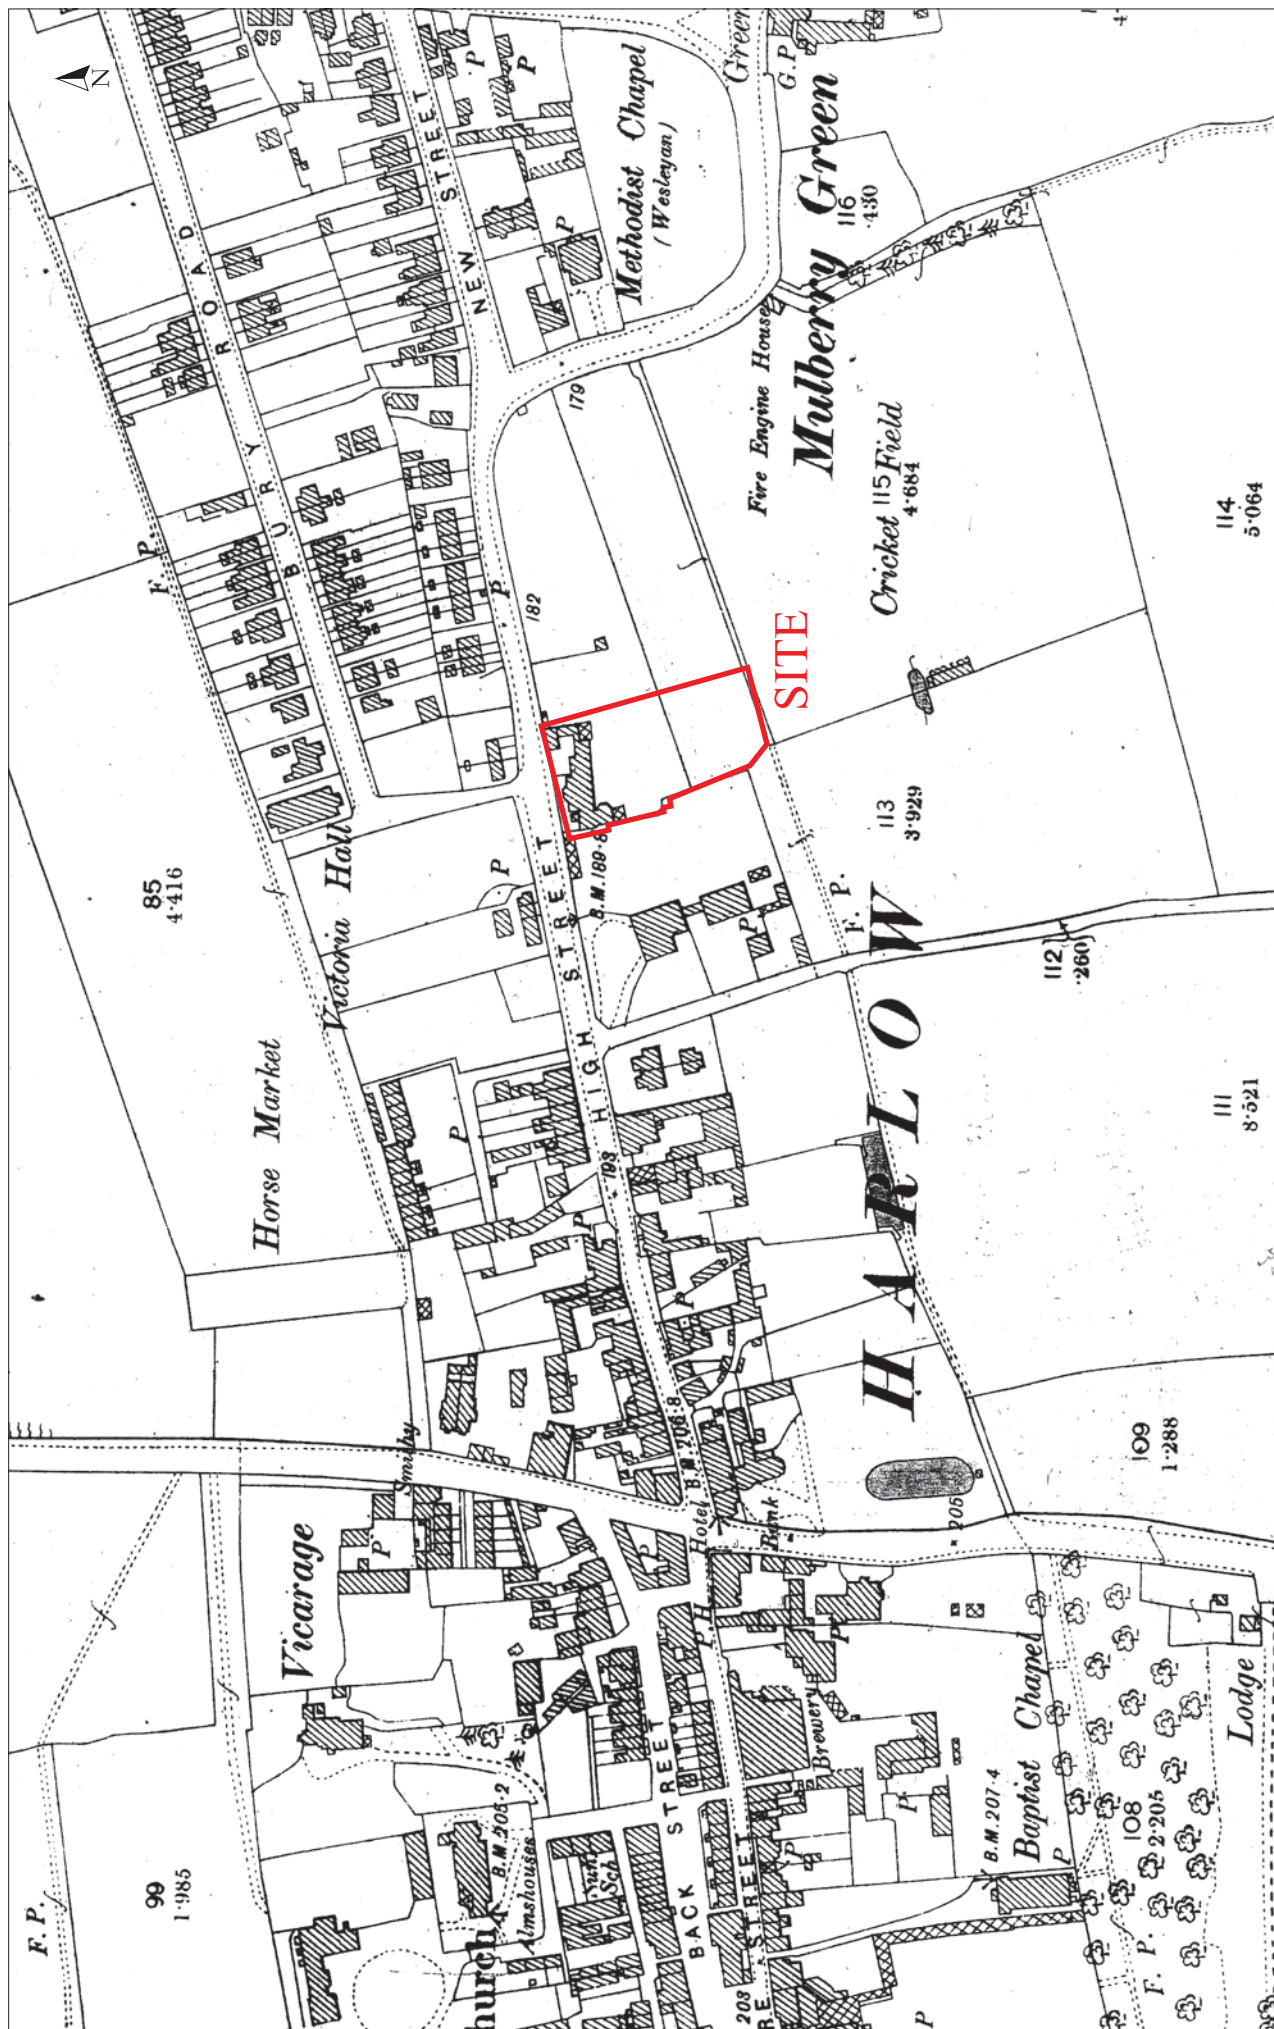 N
BURY ROAD
NEW STREET
P
P
P
Methodist Chapel
(Wesleyan)
Green
G.P
Mulberry Green
116
·430
Fire Engine House
179
Cricket Field
115
4·684
114
5·064
F. P.
P
182
SITE
85
4·416
Victoria Hall
P
HIGH STREET
B.M.189·8
P
113
3·929
F. P.
112
·260
HARLOW
Horse Market
P
193
P
P
111
8·521
Smithy
B.M.206·8
Hotel
Bank
205
109
1·288
Vicarage
P
P
P.H.
P
F. P.
99
1·985
B.M.205·2
Almshouses
Sun.
Sch.
BACK STREET
Brewery
P
P
B.M.207·4
Baptist Chapel
P
Lodge
108
2·205
F. P.
hurch
208
RE STREET
P